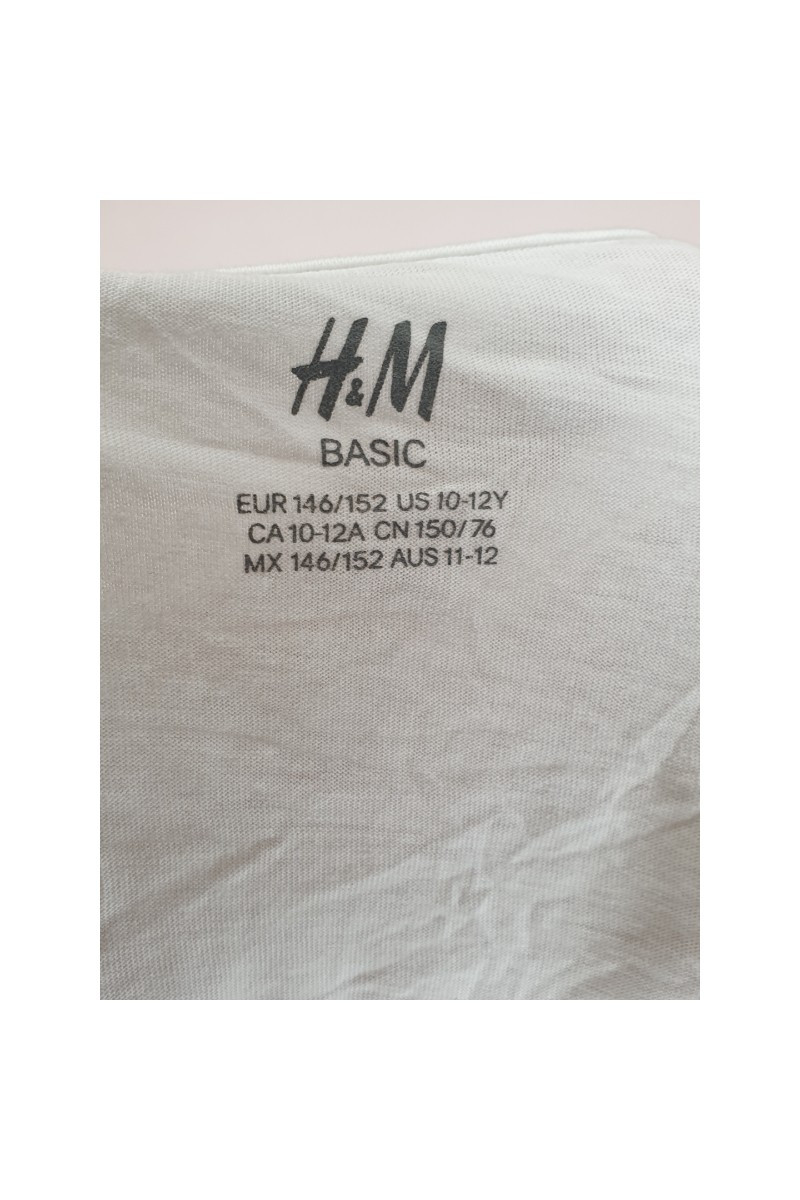 H&M
BASIC
EUR 146/152 US 10-12Y
CA 10-12A CN 150/76
MX 146/152 AUS 11-12